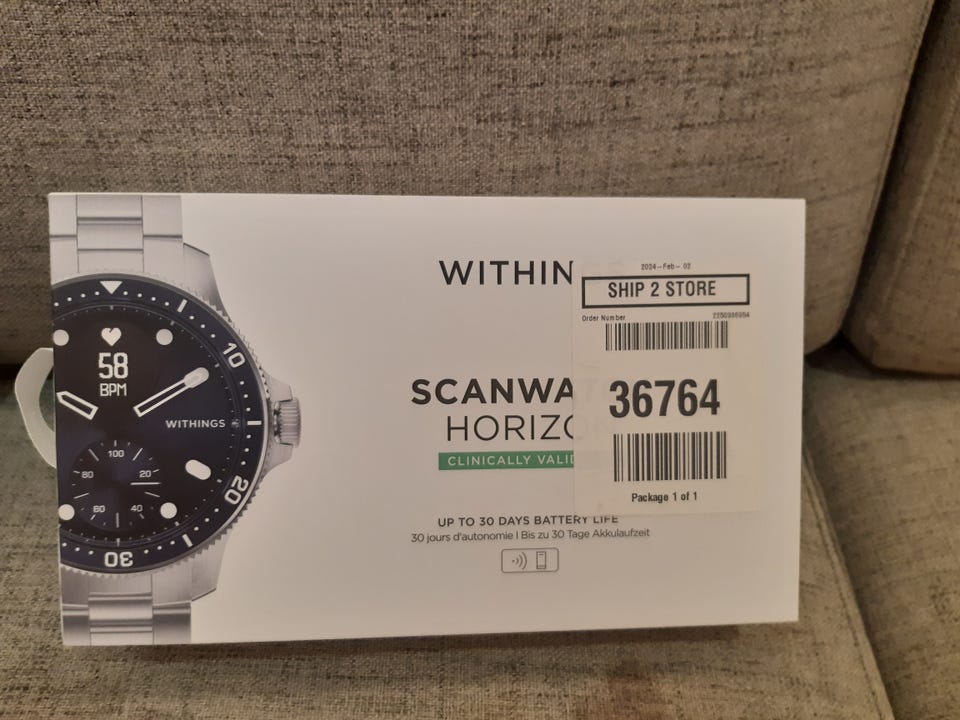 WITHIN
2024-Feb-02
SHIP 2 STORE
Order Number
36764
Package 1 of 1
SCANWA
HORIZO
CLINICALLY VALID
UP TO 30 DAYS BATTERY LIFE
30 jours d'autonomie I Bis zu 30 Tage Akkulaufzeit
58
BPM
WITHINGS
10
20
30
100
80
20
60
40